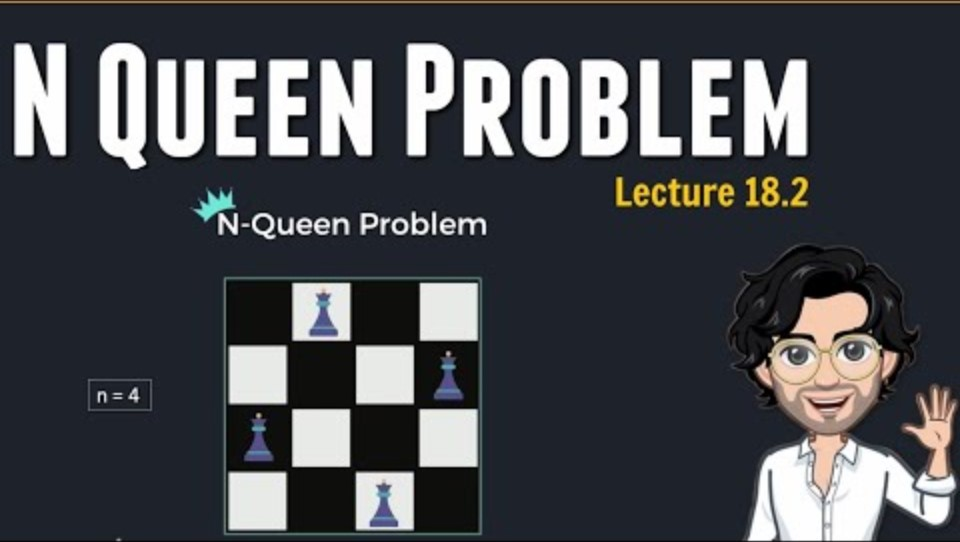 N QUEEN PROBLEM
Lecture 18.2
N-Queen Problem
n = 4